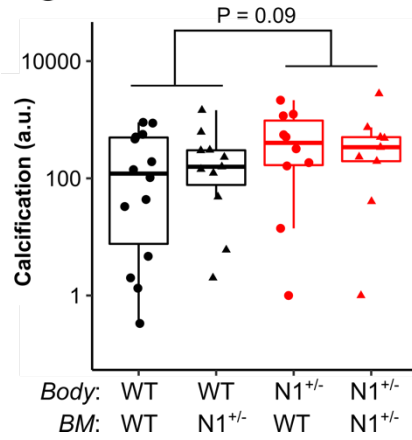 P = 0.09
Calcification (a.u.)
10000
100
1
Body: WT WT N1+/- N1+/-
BM: WT N1+/- WT N1+/-